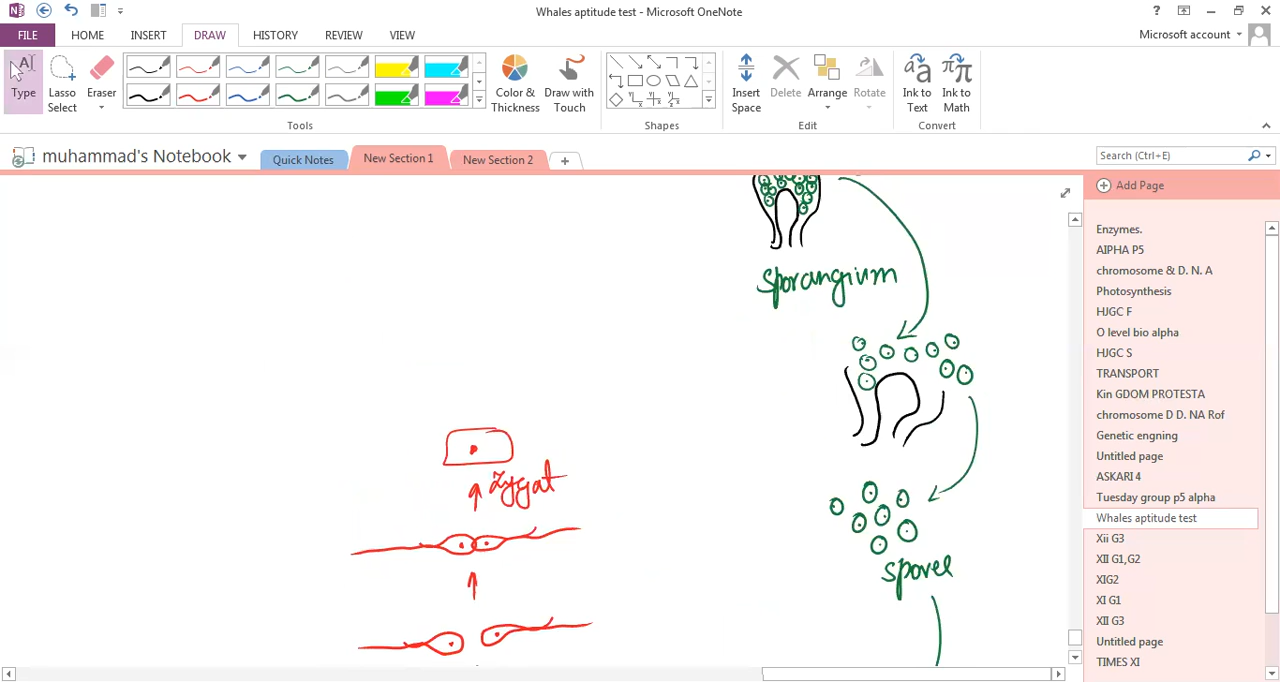 Whales aptitude test - Microsoft OneNote
FILE HOME INSERT DRAW HISTORY REVIEW VIEW
Microsoft account
Type
Lasso Select
Eraser
Color & Thickness
Draw with Touch
Insert Space
Delete
Arrange
Rotate
Ink to Text
Ink to Math
Tools
Shapes
Edit
Convert
muhammad's Notebook
Quick Notes
New Section 1
New Section 2
Search (Ctrl+E)
Add Page
Enzymes.
AlPHA P5
chromosome & D. N. A
Photosynthesis
HJGC F
O level bio alpha
HJGC S
TRANSPORT
Kin GDOM PROTESTA
chromosome D D. NA Rof
Genetic engning
Untitled page
ASKARI 4
Tuesday group p5 alpha
Whales aptitude test
Xii G3
XII G1,G2
XIG2
XI G1
XII G3
Untitled page
TIMES XI
sporangium
zygat